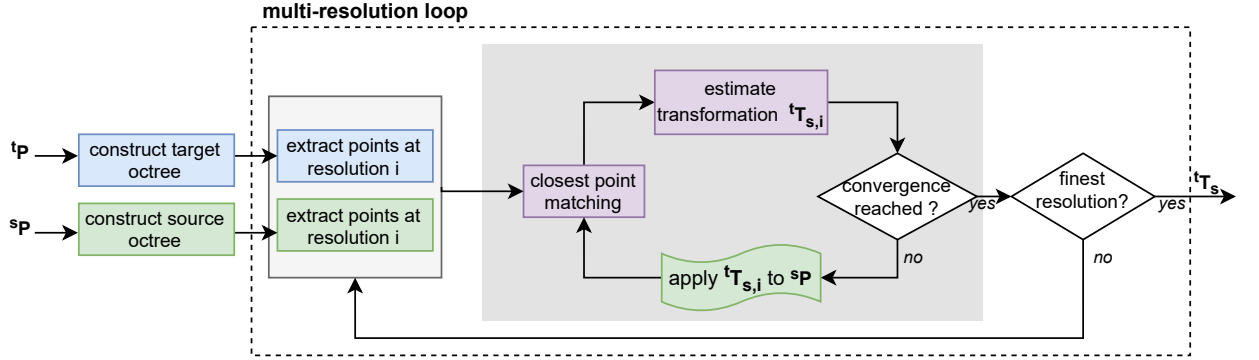 multi-resolution loop
ᵗP
construct target
octree
extract points at
resolution i
ˢP
construct source
octree
extract points at
resolution i
closest point
matching
estimate
transformation ᵗTₛ,ᵢ
convergence
reached ?
yes
no
apply ᵗTₛ,ᵢ to ˢP
finest
resolution?
yes
no
ᵗTₛ